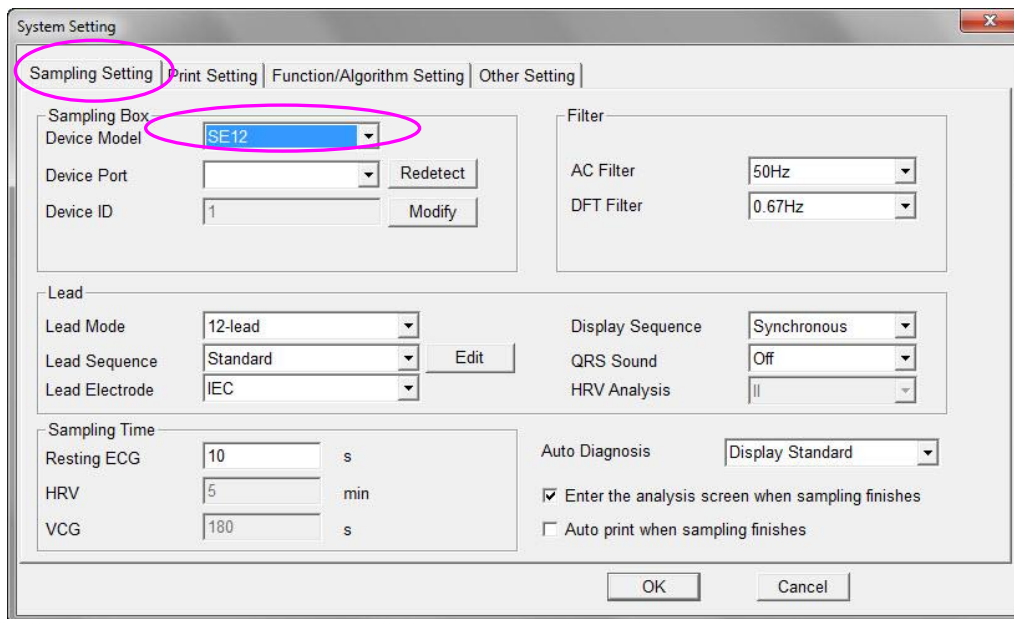 System Setting
Sampling Setting Print Setting Function/Algorithm Setting Other Setting
Sampling Box
Device Model SE12
Device Port Redetect
Device ID 1 Modify
Filter
AC Filter 50Hz
DFT Filter 0.67Hz
Lead
Lead Mode 12-lead
Lead Sequence Standard Edit
Lead Electrode IEC
Display Sequence Synchronous
QRS Sound Off
HRV Analysis II
Sampling Time
Resting ECG 10 s
HRV 5 min
VCG 180 s
Auto Diagnosis Display Standard
Enter the analysis screen when sampling finishes
Auto print when sampling finishes
OK Cancel